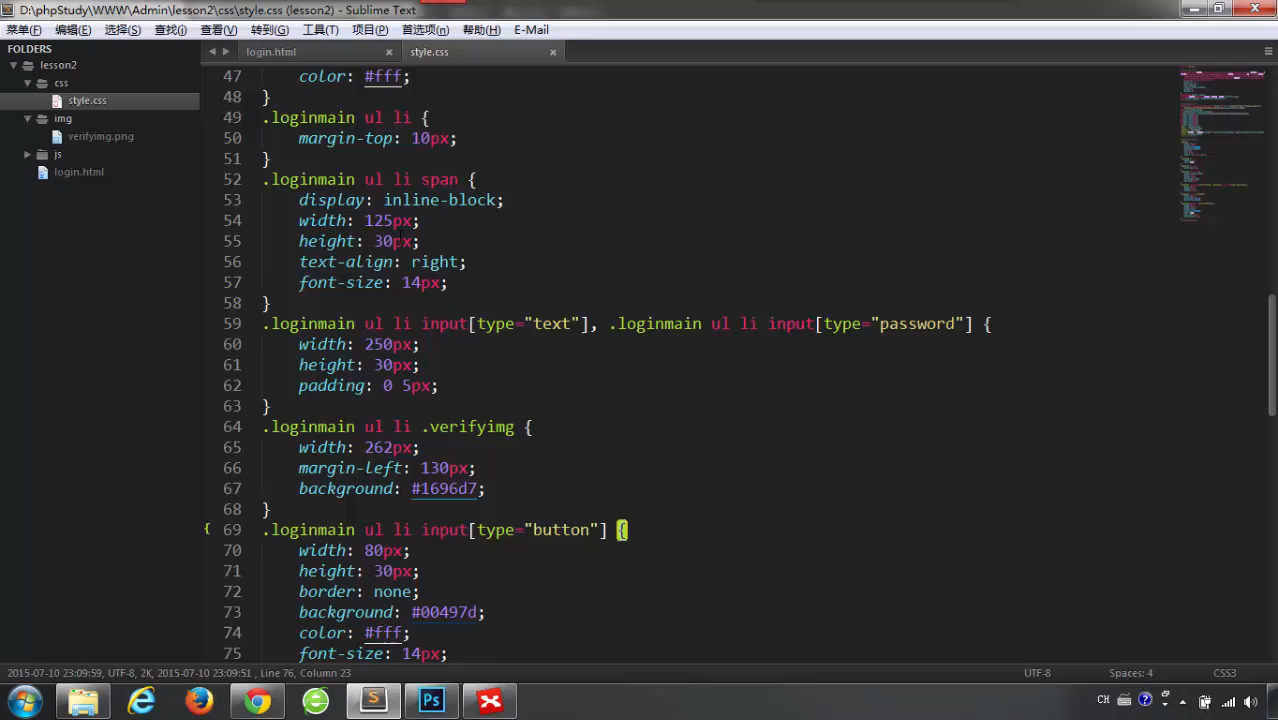 D:\phpStudy\WWW\Admin\lesson2\css\style.css (lesson2) - Sublime Text
菜单(F) 编辑(E) 选择(S) 查找(I) 查看(V) 转到(G) 工具(T) 项目(P) 首选项(n) 帮助(H) E-Mail
FOLDERS
lesson2
css
style.css
img
verifyimg.png
js
login.html
login.html
style.css
47 color: #fff;
48 }
49 .loginmain ul li {
50 margin-top: 10px;
51 }
52 .loginmain ul li span {
53 display: inline-block;
54 width: 125px;
55 height: 30px;
56 text-align: right;
57 font-size: 14px;
58 }
59 .loginmain ul li input[type="text"], .loginmain ul li input[type="password"] {
60 width: 250px;
61 height: 30px;
62 padding: 0 5px;
63 }
64 .loginmain ul li .verifyimg {
65 width: 262px;
66 margin-left: 130px;
67 background: #1696d7;
68 }
{ 69 .loginmain ul li input[type="button"] {
70 width: 80px;
71 height: 30px;
72 border: none;
73 background: #00497d;
74 color: #fff;
75 font-size: 14px;
2015-07-10 23:09:59, UTF-8, 2K, 2015-07-10 23:09:51 , Line 76, Column 23
UTF-8
Spaces: 4
CSS3
S
Ps
CH